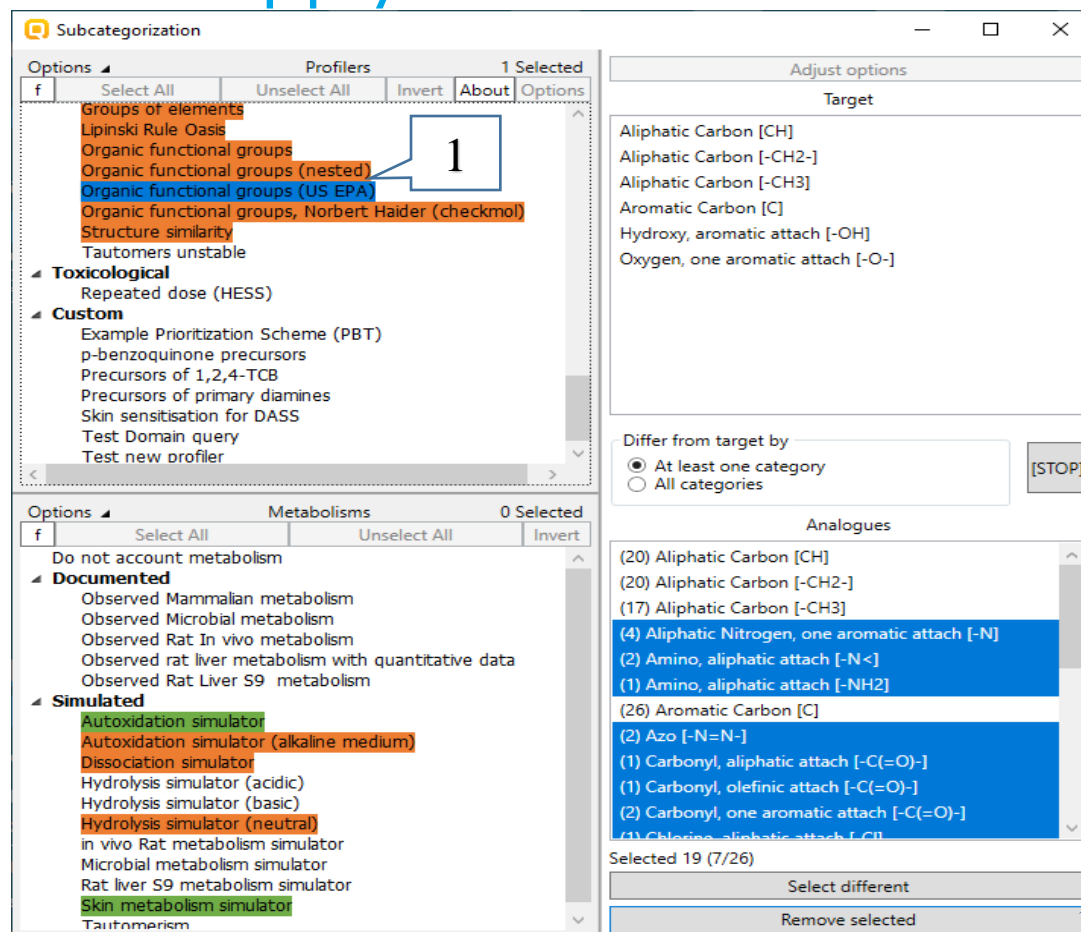 Subcategorization
Options Profilers 1 Selected
f Select All Unselect All Invert About Options
Groups of elements
Lipinski Rule Oasis
Organic functional groups
Organic functional groups (nested)
Organic functional groups (US EPA)
Organic functional groups, Norbert Haider (checkmol)
Structure similarity
Tautomers unstable
Toxicological
Repeated dose (HESS)
Custom
Example Prioritization Scheme (PBT)
p-benzoquinone precursors
Precursors of 1,2,4-TCB
Precursors of primary diamines
Skin sensitisation for DASS
Test Domain query
Test new profiler
1
Options Metabolisms 0 Selected
f Select All Unselect All Invert
Do not account metabolism
Documented
Observed Mammalian metabolism
Observed Microbial metabolism
Observed Rat In vivo metabolism
Observed rat liver metabolism with quantitative data
Observed Rat Liver S9 metabolism
Simulated
Autoxidation simulator
Autoxidation simulator (alkaline medium)
Dissociation simulator
Hydrolysis simulator (acidic)
Hydrolysis simulator (basic)
Hydrolysis simulator (neutral)
in vivo Rat metabolism simulator
Microbial metabolism simulator
Rat liver S9 metabolism simulator
Skin metabolism simulator
Tautomerism
Adjust options
Target
Aliphatic Carbon [CH]
Aliphatic Carbon [-CH2-]
Aliphatic Carbon [-CH3]
Aromatic Carbon [C]
Hydroxy, aromatic attach [-OH]
Oxygen, one aromatic attach [-O-]
Differ from target by
At least one category
All categories
[STOP]
Analogues
(20) Aliphatic Carbon [CH]
(20) Aliphatic Carbon [-CH2-]
(17) Aliphatic Carbon [-CH3]
(4) Aliphatic Nitrogen, one aromatic attach [-N]
(2) Amino, aliphatic attach [-N<]
(1) Amino, aliphatic attach [-NH2]
(26) Aromatic Carbon [C]
(2) Azo [-N=N-]
(1) Carbonyl, aliphatic attach [-C(=O)-]
(1) Carbonyl, olefinic attach [-C(=O)-]
(2) Carbonyl, one aromatic attach [-C(=O)-]
(1) Chlorine, aliphatic attach [-Cl]
Selected 19 (7/26)
Select different
Remove selected